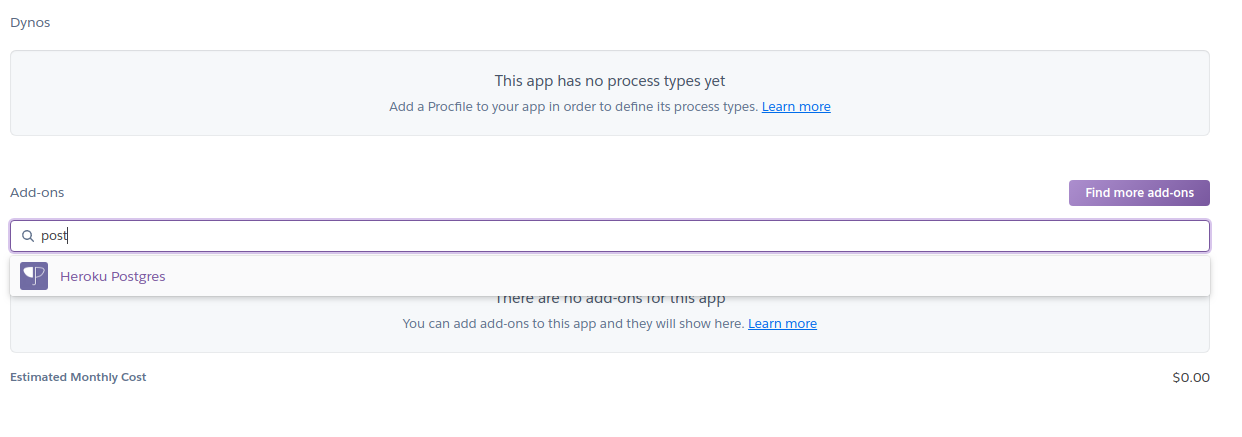 Dynos
This app has no process types yet
Add a Procfile to your app in order to define its process types. Learn more
Add-ons
Find more add-ons
post
Heroku Postgres
There are no add-ons for this app
You can add add-ons to this app and they will show here. Learn more
Estimated Monthly Cost
$0.00